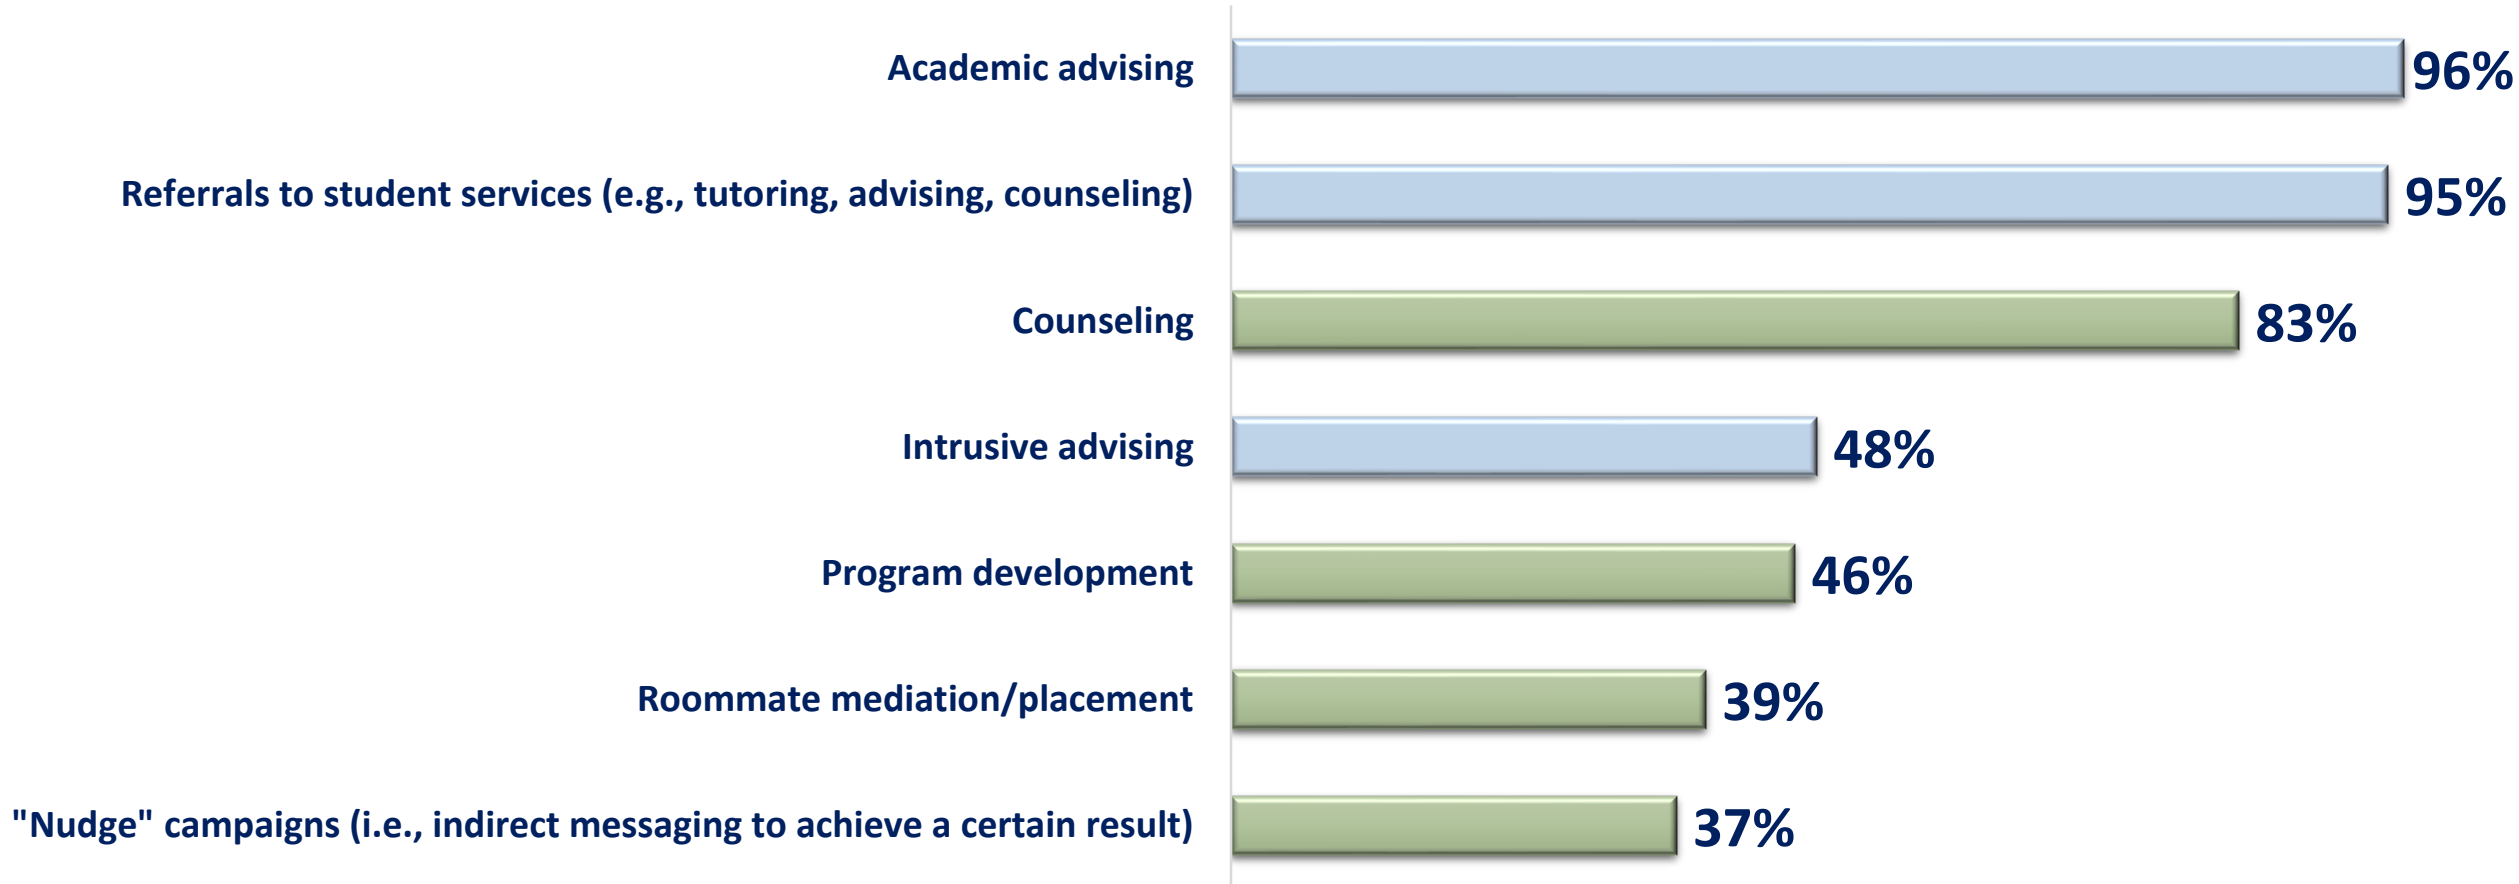 Academic advising 96%
Referrals to student services (e.g., tutoring, advising, counseling) 95%
Counseling 83%
Intrusive advising 48%
Program development 46%
Roommate mediation/placement 39%
"Nudge" campaigns (i.e., indirect messaging to achieve a certain result) 37%